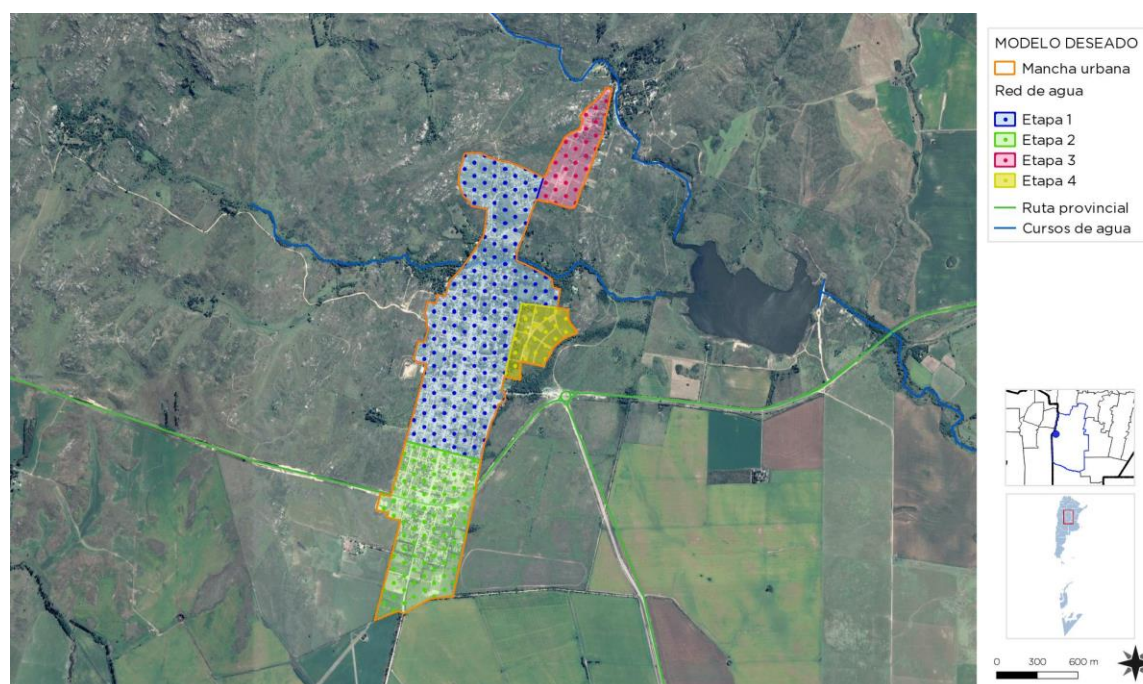 MODELO DESEADO
Mancha urbana
Red de agua
Etapa 1
Etapa 2
Etapa 3
Etapa 4
Ruta provincial
Cursos de agua
0 300 600 m